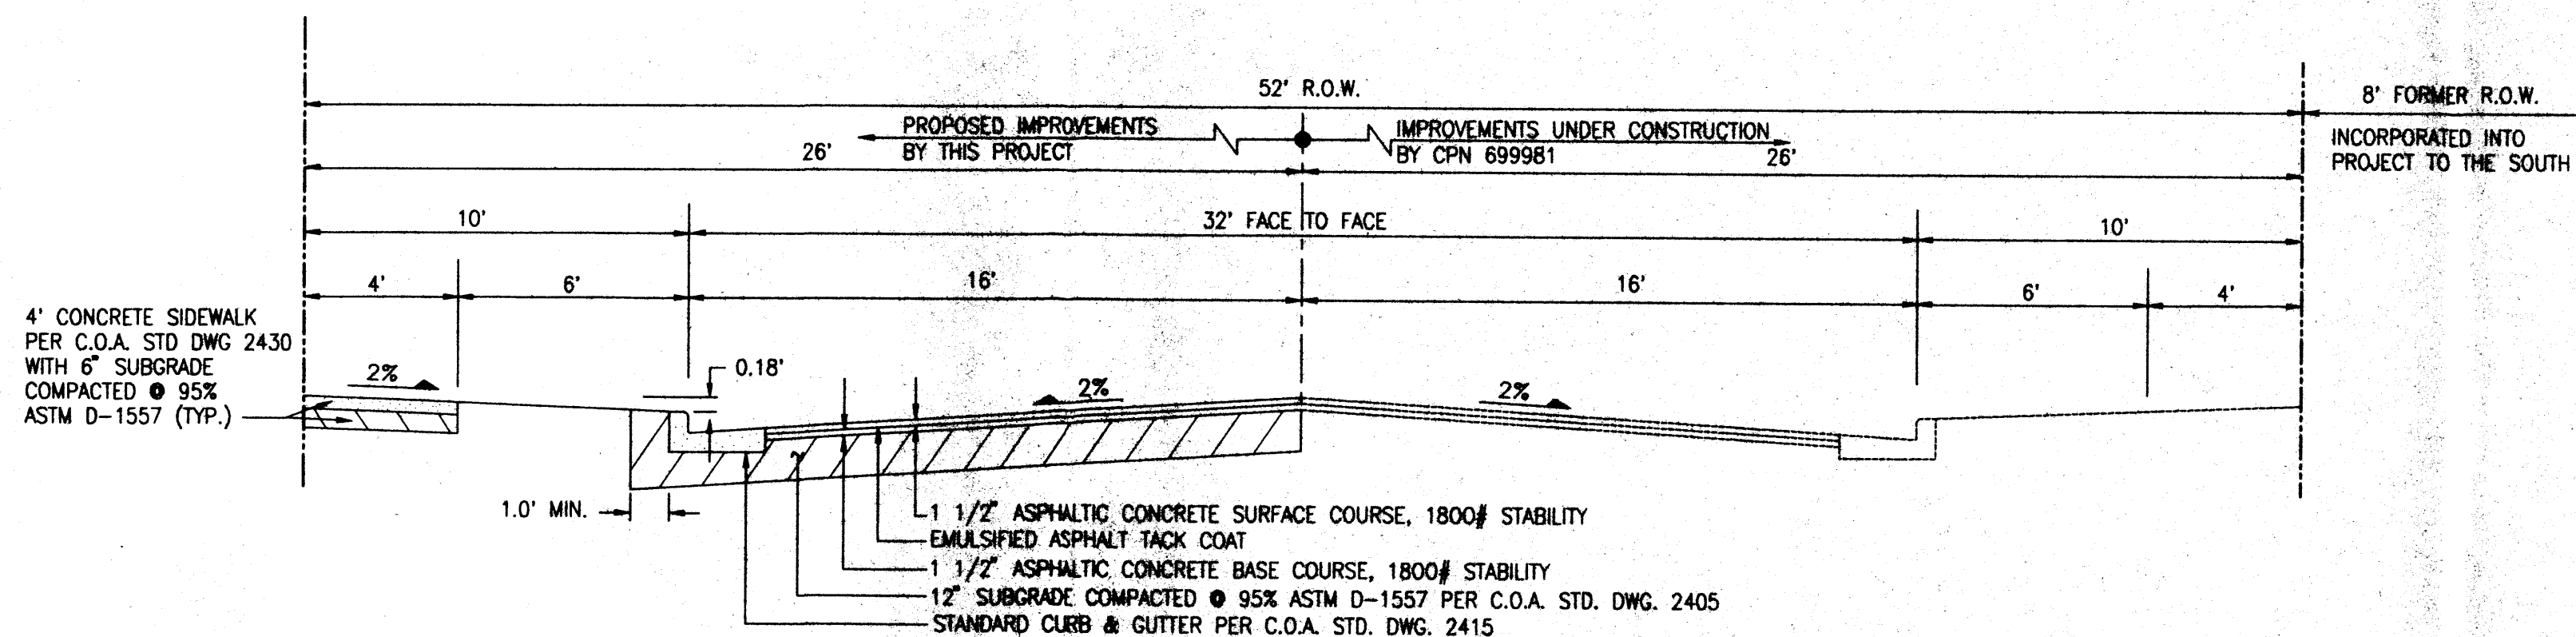 52' R.O.W.
8' FORMER R.O.W.
PROPOSED IMPROVEMENTS
BY THIS PROJECT
IMPROVEMENTS UNDER CONSTRUCTION
BY CPN 699981
INCORPORATED INTO
PROJECT TO THE SOUTH
26'
26'
10'
32' FACE TO FACE
10'
4'
6'
16'
16'
6'
4'
4' CONCRETE SIDEWALK
PER C.O.A. STD DWG 2430
WITH 6" SUBGRADE
COMPACTED @ 95%
ASTM D-1557 (TYP.)
2%
0.18'
2%
2%
1.0' MIN.
1 1/2" ASPHALTIC CONCRETE SURFACE COURSE, 1800# STABILITY
EMULSIFIED ASPHALT TACK COAT
1 1/2" ASPHALTIC CONCRETE BASE COURSE, 1800# STABILITY
12" SUBGRADE COMPACTED @ 95% ASTM D-1557 PER C.O.A. STD. DWG. 2405
STANDARD CURB & GUTTER PER C.O.A. STD. DWG. 2415